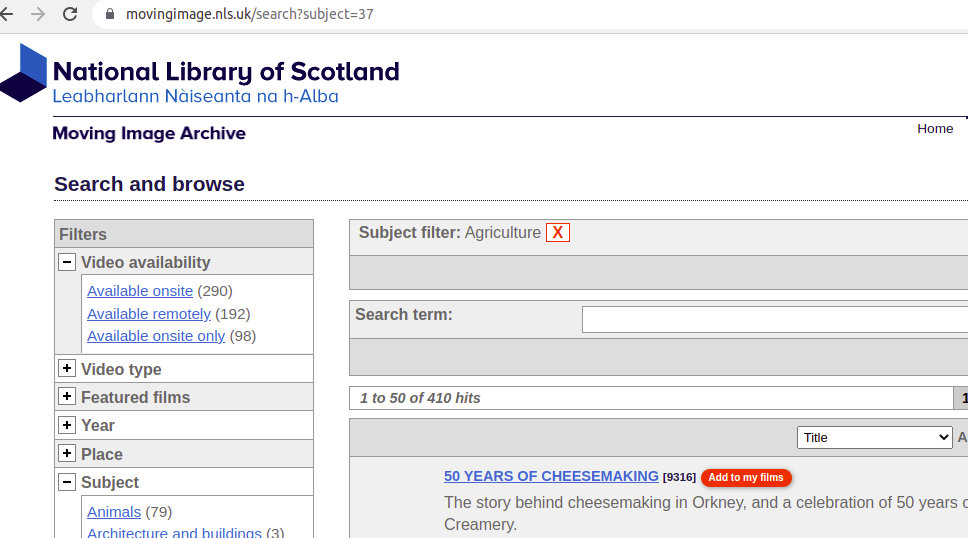 movingimage.nls.uk/search?subject=37
National Library of Scotland
Leabharlann Nàiseanta na h-Alba
Moving Image Archive
Home
Search and browse
Filters
Video availability
Available onsite (290)
Available remotely (192)
Available onsite only (98)
Video type
Featured films
Year
Place
Subject
Animals (79)
Architecture and buildings (3)
Subject filter: Agriculture X
Search term:
1 to 50 of 410 hits 1
Title A
50 YEARS OF CHEESEMAKING [9316] Add to my films
The story behind cheesemaking in Orkney, and a celebration of 50 years o
Creamery.